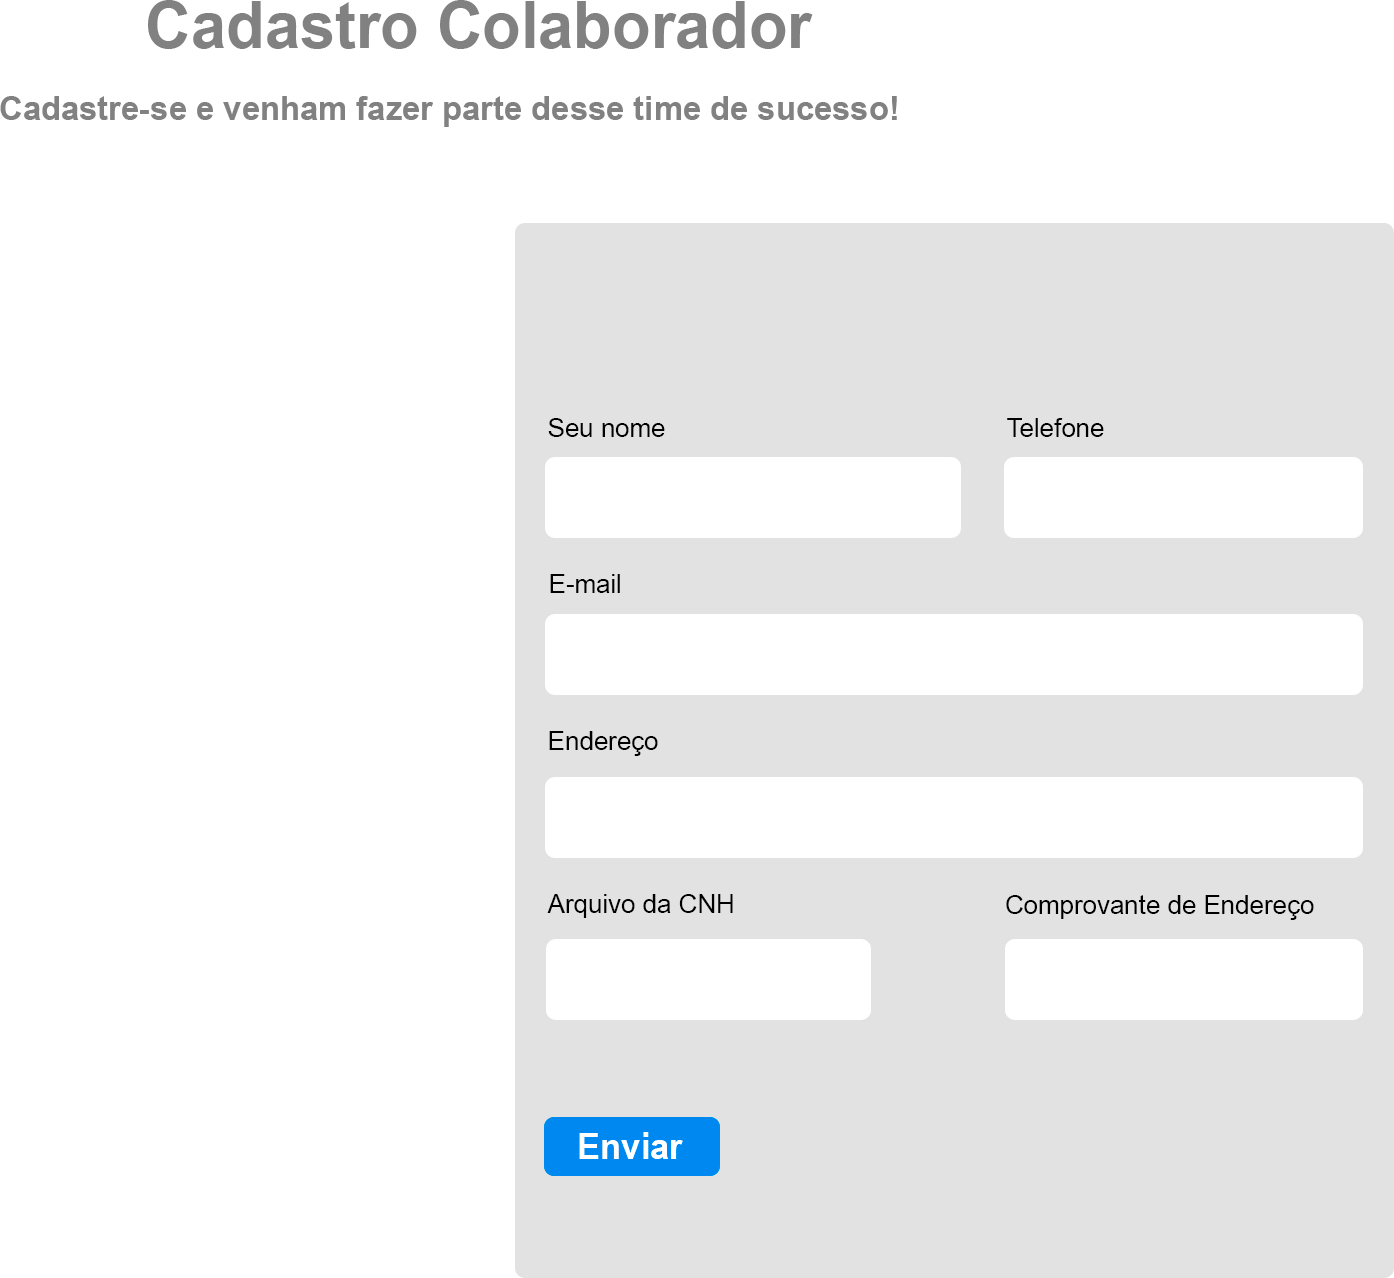 Cadastro Colaborador
Cadastre-se e venham fazer parte desse time de sucesso!
Seu nome
Telefone
E-mail
Endereço
Arquivo da CNH
Comprovante de Endereço
Enviar